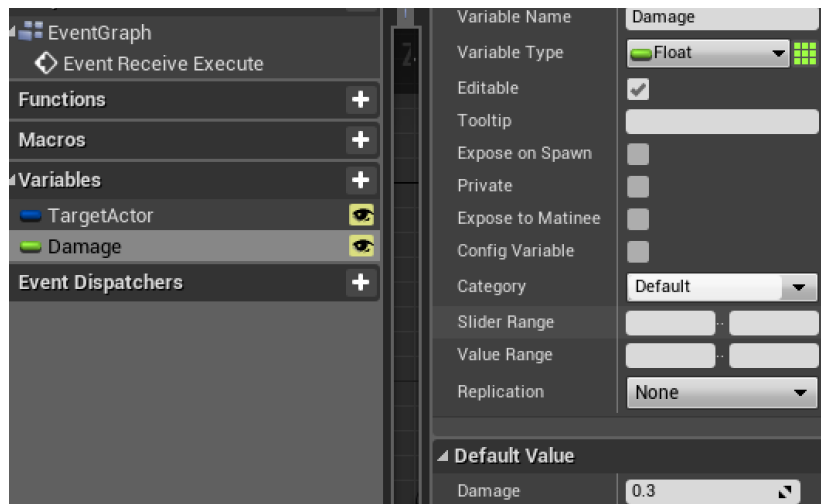 EventGraph
Event Receive Execute
Functions
Macros
Variables
TargetActor
Damage
Event Dispatchers
Variable Name Damage
Variable Type Float
Editable
Tooltip
Expose on Spawn
Private
Expose to Matinee
Config Variable
Category Default
Slider Range ..
Value Range ..
Replication None
Default Value
Damage 0.3